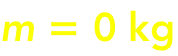 m = 0 kg